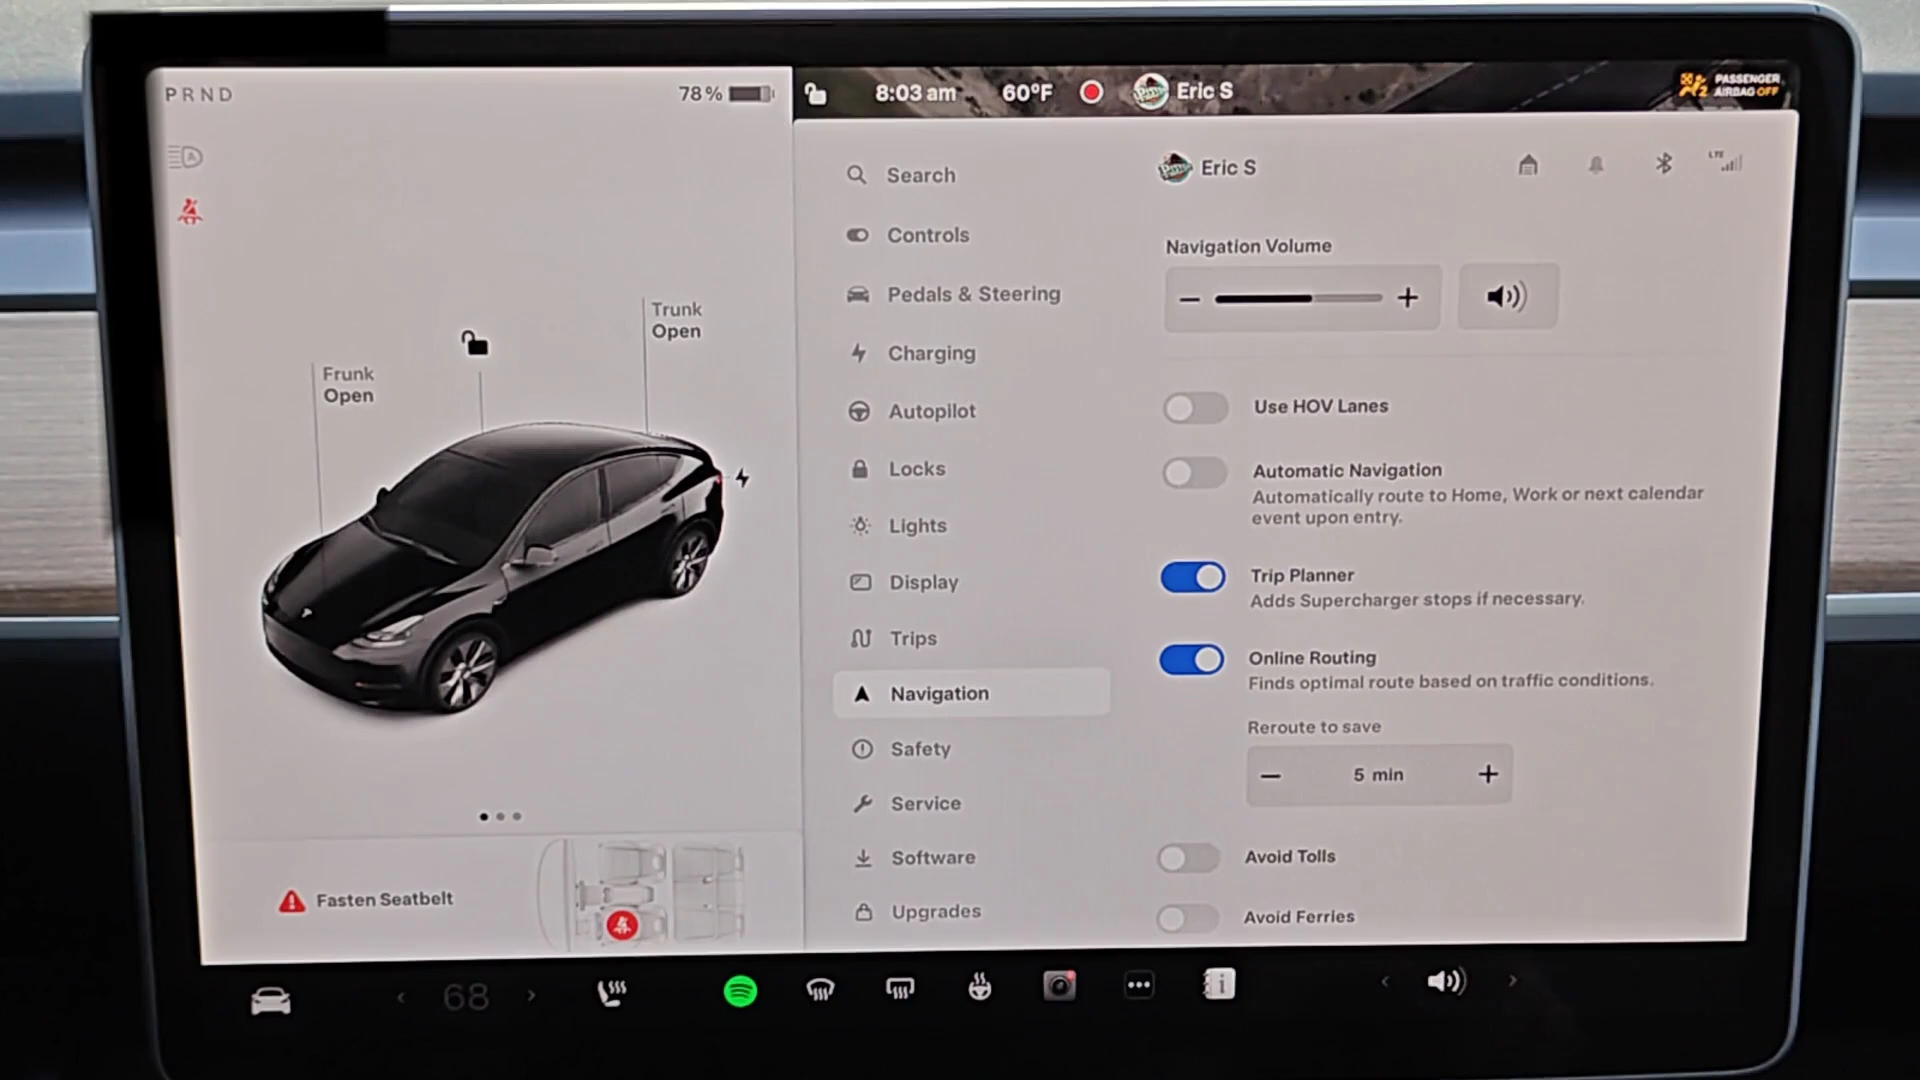 PRND
78%
8:03 am
60°F
Eric S
PASSENGER
AIRBAG OFF
Trunk
Open
Frunk
Open
Fasten Seatbelt
Search
Controls
Pedals & Steering
Charging
Autopilot
Locks
Lights
Display
Trips
Navigation
Safety
Service
Software
Upgrades
Eric S
LTE
Navigation Volume
Use HOV Lanes
Automatic Navigation
Automatically route to Home, Work or next calendar
event upon entry.
Trip Planner
Adds Supercharger stops if necessary.
Online Routing
Finds optimal route based on traffic conditions.
Reroute to save
5 min
Avoid Tolls
Avoid Ferries
68